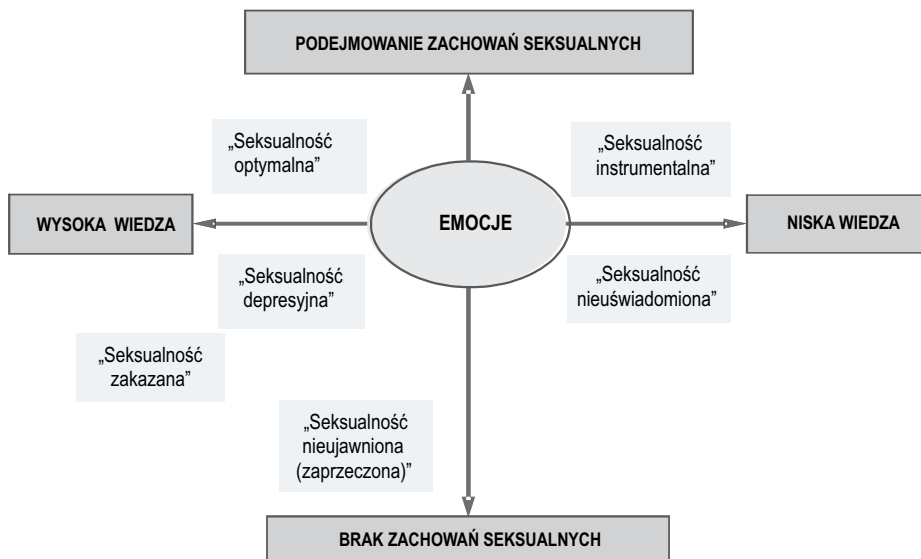 PODEJMOWANIE ZACHOWAŃ SEKSUALNYCH
„Seksualność
optymalna”
„Seksualność
instrumentalna”
WYSOKA WIEDZA
EMOCJE
NISKA WIEDZA
„Seksualność
depresyjna”
„Seksualność
nieuświadomiona”
„Seksualność
zakazana”
„Seksualność
nieujawniona
(zaprzeczona)”
BRAK ZACHOWAŃ SEKSUALNYCH